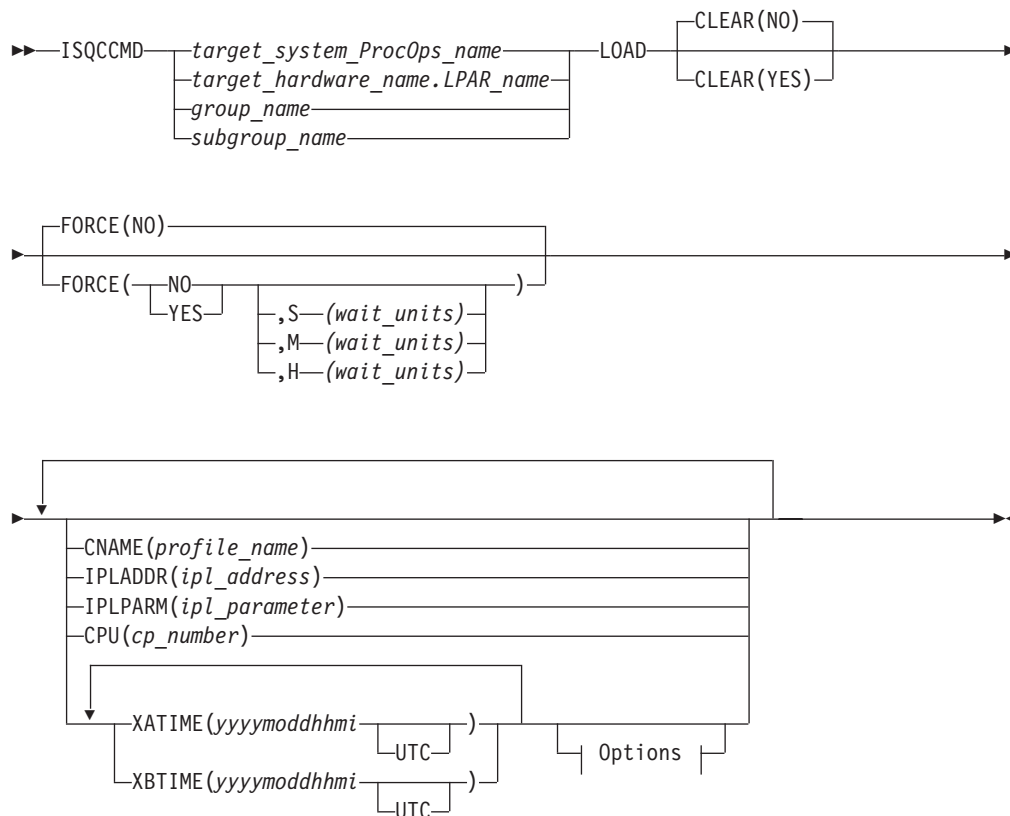 CLEAR(NO)
ISQCCMD target_system_ProcOps_name LOAD
target_hardware_name.LPAR_name CLEAR(YES)
group_name
subgroup_name
FORCE(NO)
FORCE( NO )
YES ,S (wait_units)
,M (wait_units)
,H (wait_units)
CNAME(profile_name)
IPLADDR(ipl_address)
IPLPARM(ipl_parameter)
CPU(cp_number)
XATIME(yyyymoddhhmi )
UTC Options
XBTIME(yyyymoddhhmi )
UTC